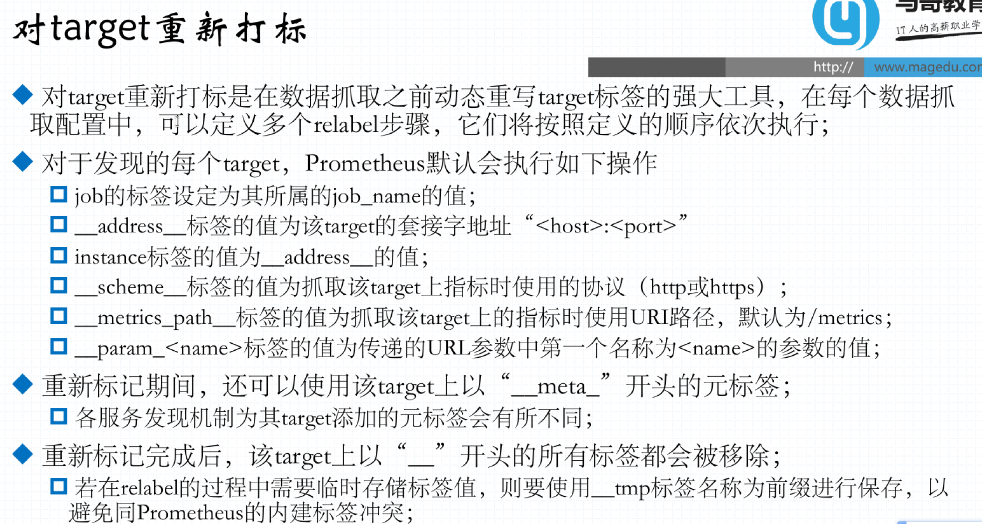 对target重新打标
IT人的高薪职业学
http://
www.magedu.co
对target重新打标是在数据抓取之前动态重写target标签的强大工具，在每个数据抓
取配置中，可以定义多个relabel步骤，它们将按照定义的顺序依次执行；
对于发现的每个target，Prometheus默认会执行如下操作
job的标签设定为其所属的job_name的值；
__address__标签的值为该target的套接字地址“<host>:<port>”
instance标签的值为__address__的值；
__scheme__标签的值为抓取该target上指标时使用的协议（http或https）；
__metrics_path__标签的值为抓取该target上的指标时使用URI路径，默认为/metrics；
__param_<name>标签的值为传递的URL参数中第一个名称为<name>的参数的值；
重新标记期间，还可以使用该target上以“__meta_”开头的元标签；
各服务发现机制为其target添加的元标签会有所不同；
重新标记完成后，该target上以“__”开头的所有标签都会被移除；
若在relabel的过程中需要临时存储标签值，则要使用__tmp标签名称为前缀进行保存，以
避免同Prometheus的内建标签冲突；